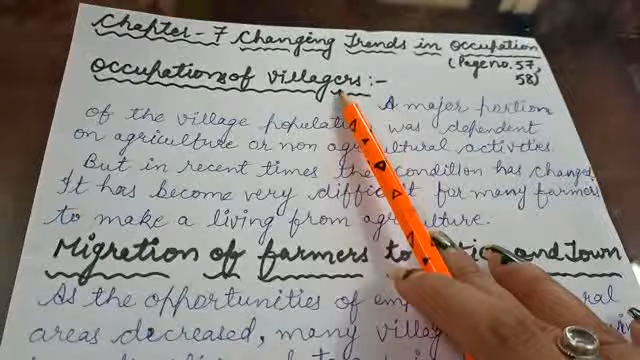 Chapter - 7 Changing Trends in Occupation
(Page no. 57, 58)
Occupations of villagers :-
A major portion
of the village population was dependent
on agriculture or non agricultural activities.
But in recent times the condition has changed.
It has become very difficult for many farmers
to make a living from agriculture.
Migration of farmers to and Town
As the opportunities of
areas decreased, many